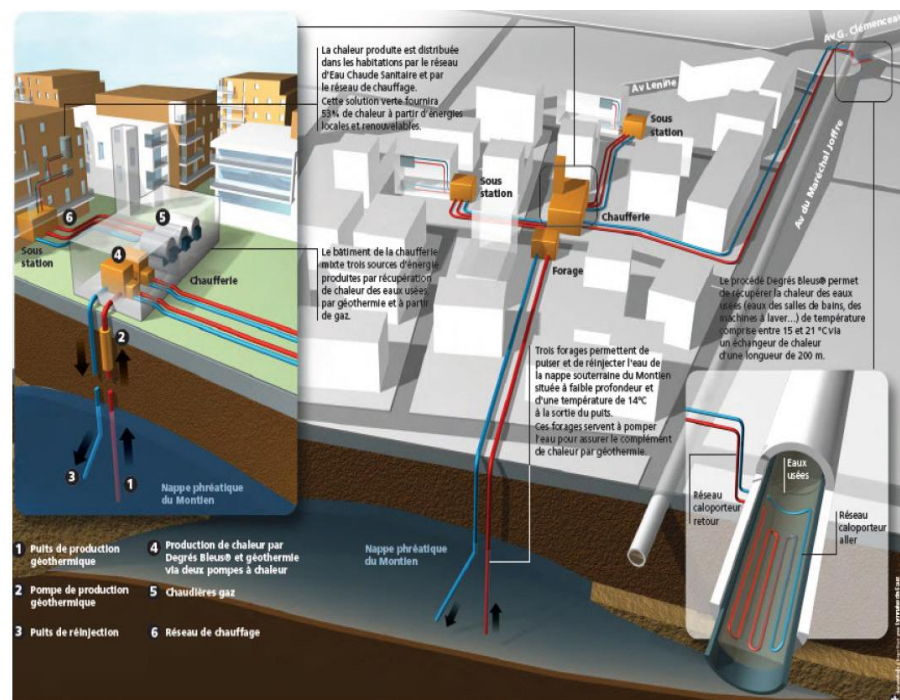 La chaleur produite est distribuée
dans les habitations par le réseau
d'Eau Chaude Sanitaire et par
le réseau de chauffage.
Cette solution verte fournira
53% de chaleur à partir d'énergies
locales et renouvelables.
Av G. Clémenceau
Av Lenine
Av du Maréchal Joffre
Sous
station
Sous
station
Chaufferie
Forage
6
5
4
Sous
station
Chaufferie
2
3
1
Nappe phréatique
du Montien
Le bâtiment de la chaufferie
mixte trois sources d'énergie
produites par récupération
de chaleur des eaux usées
par géothermie et à partir
de gaz.
Le procédé Degrés Bleus® permet
de récupérer la chaleur des eaux
usées (eaux des salles de bains, des
machines à laver...) de température
comprise entre 15 et 21 °C via
un échangeur de chaleur
d'une longueur de 200 m.
Trois forages permettent de
puiser et de réinjecter l'eau de
la nappe souterraine du Montien
située à faible profondeur et
d'une température de 14°C
à la sortie du puits.
Ces forages servent à pomper
l'eau pour assurer le complément
de chaleur par géothermie.
Nappe phréatique
du Montien
Eaux
usées
Réseau
caloporteur
retour
Réseau
caloporteur
aller
1 Puits de production
géothermique
2 Pompe de production
géothermique
3 Puits de réinjection
4 Production de chaleur par
Degrés Bleus® et géothermie
via deux pompes à chaleur
5 Chaudières gaz
6 Réseau de chauffage